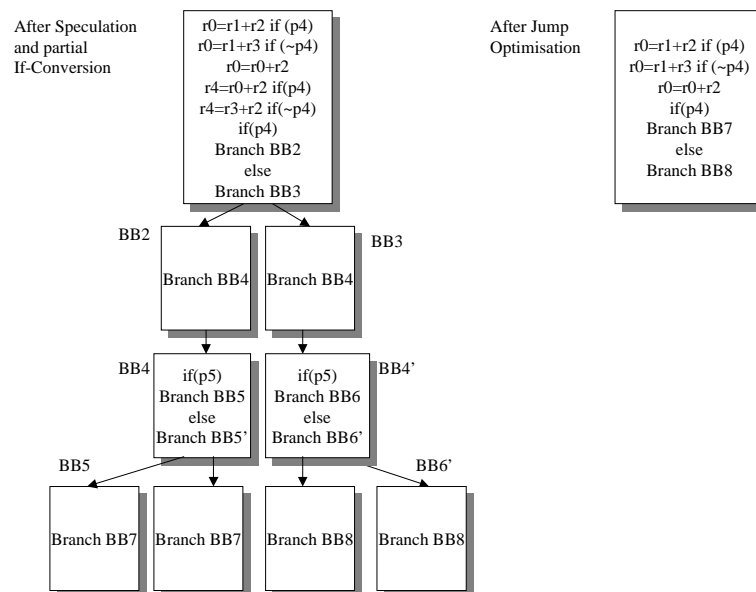 After Speculation
and partial
If-Conversion
r0=r1+r2 if (p4)
r0=r1+r3 if (~p4)
r0=r0+r2
r4=r0+r2 if(p4)
r4=r3+r2 if(~p4)
if(p4)
Branch BB2
else
Branch BB3
After Jump
Optimisation
r0=r1+r2 if (p4)
r0=r1+r3 if (~p4)
r0=r0+r2
if(p4)
Branch BB7
else
Branch BB8
BB2
Branch BB4
Branch BB4
BB3
BB4
if(p5)
Branch BB5
else
Branch BB5’
if(p5)
Branch BB6
else
Branch BB6’
BB4’
BB5
BB6’
Branch BB7
Branch BB7
Branch BB8
Branch BB8